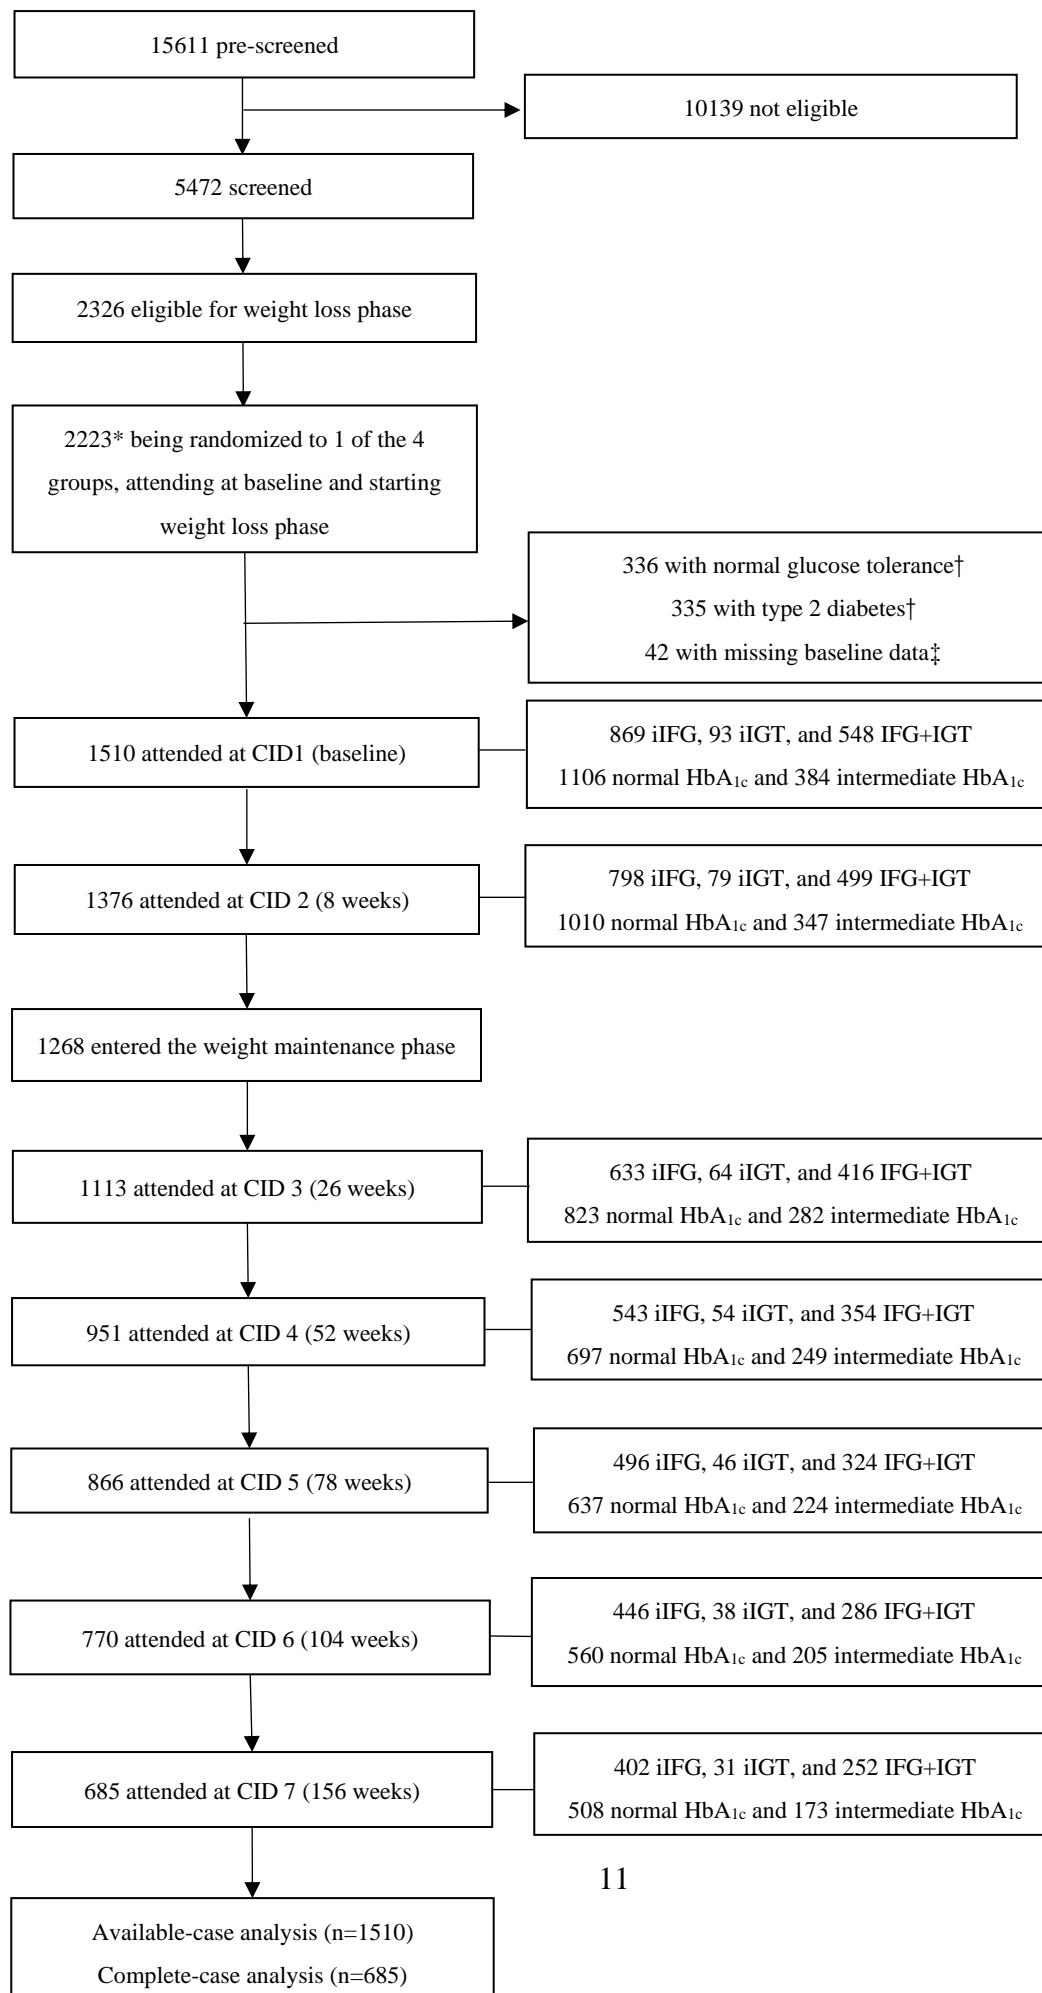 15611 pre-screened
10139 not eligible
5472 screened
2326 eligible for weight loss phase
2223* being randomized to 1 of the 4
groups, attending at baseline and starting
weight loss phase
336 with normal glucose tolerance†
335 with type 2 diabetes†
42 with missing baseline data‡
1510 attended at CID1 (baseline)
869 iIFG, 93 iIGT, and 548 IFG+IGT
1106 normal HbA1c and 384 intermediate HbA1c
1376 attended at CID 2 (8 weeks)
798 iIFG, 79 iIGT, and 499 IFG+IGT
1010 normal HbA1c and 347 intermediate HbA1c
1268 entered the weight maintenance phase
1113 attended at CID 3 (26 weeks)
633 iIFG, 64 iIGT, and 416 IFG+IGT
823 normal HbA1c and 282 intermediate HbA1c
951 attended at CID 4 (52 weeks)
543 iIFG, 54 iIGT, and 354 IFG+IGT
697 normal HbA1c and 249 intermediate HbA1c
866 attended at CID 5 (78 weeks)
496 iIFG, 46 iIGT, and 324 IFG+IGT
637 normal HbA1c and 224 intermediate HbA1c
770 attended at CID 6 (104 weeks)
446 iIFG, 38 iIGT, and 286 IFG+IGT
560 normal HbA1c and 205 intermediate HbA1c
685 attended at CID 7 (156 weeks)
402 iIFG, 31 iIGT, and 252 IFG+IGT
508 normal HbA1c and 173 intermediate HbA1c
11
Available-case analysis (n=1510)
Complete-case analysis (n=685)